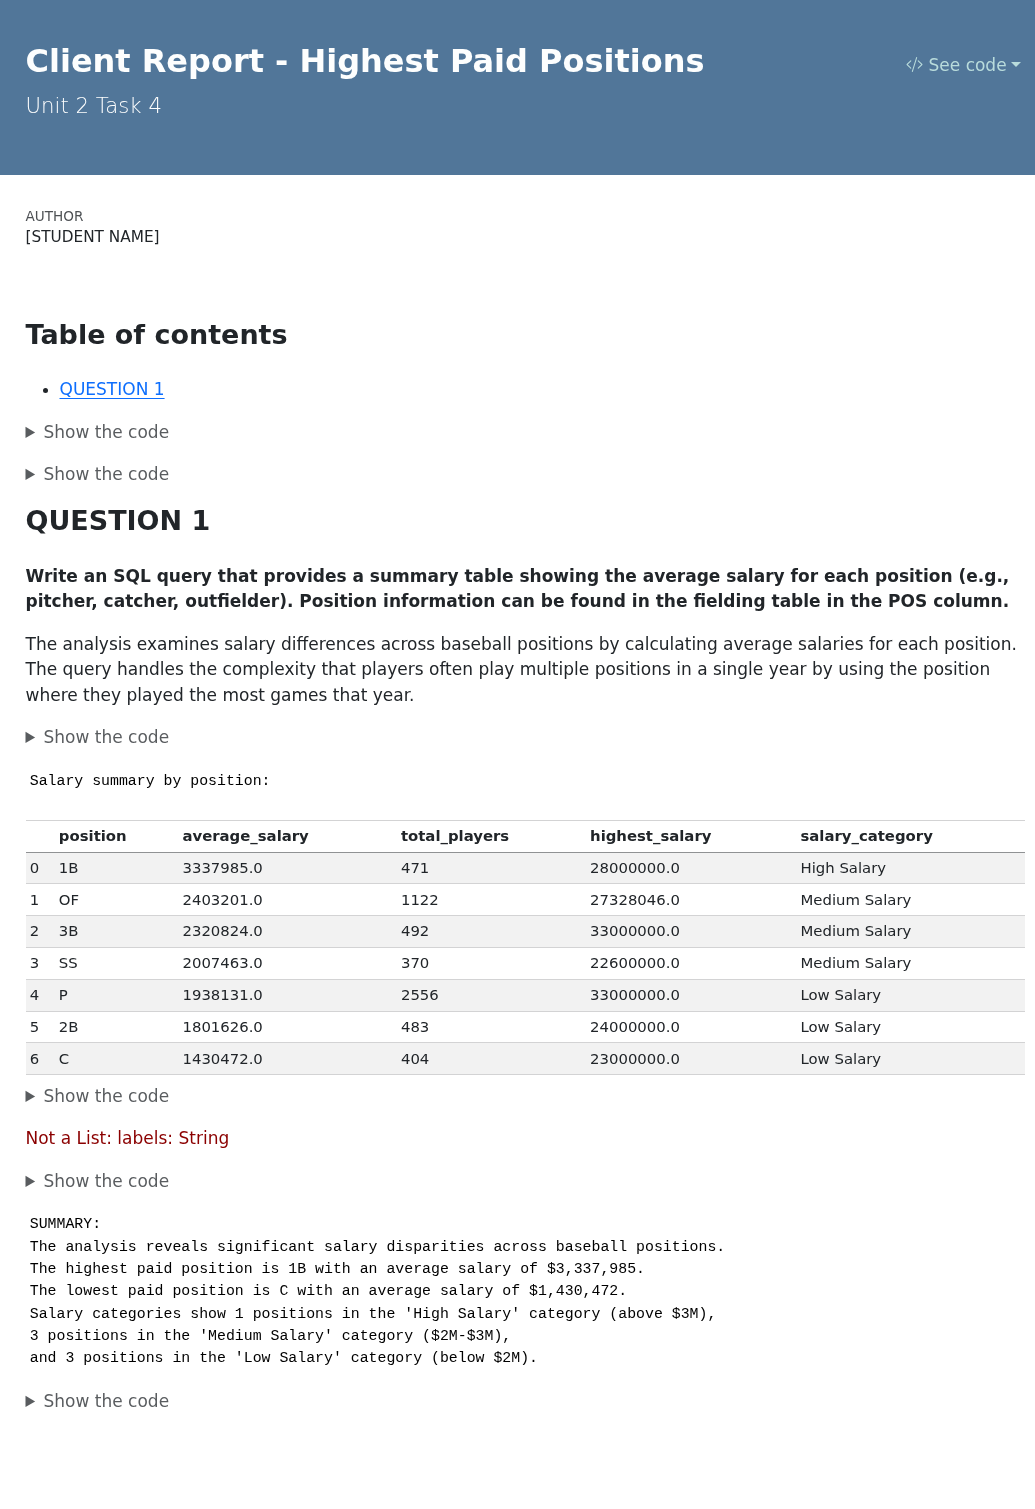 Client Report - Highest Paid Positions
</> See code
Unit 2 Task 4
AUTHOR
[STUDENT NAME]
Table of contents
• QUESTION 1
▶ Show the code
▶ Show the code
QUESTION 1
Write an SQL query that provides a summary table showing the average salary for each position (e.g.,
pitcher, catcher, outfielder). Position information can be found in the fielding table in the POS column.
The analysis examines salary differences across baseball positions by calculating average salaries for each position.
The query handles the complexity that players often play multiple positions in a single year by using the position
where they played the most games that year.
▶ Show the code
Salary summary by position:
position average_salary total_players highest_salary salary_category
0 1B 3337985.0 471 28000000.0 High Salary
1 OF 2403201.0 1122 27328046.0 Medium Salary
2 3B 2320824.0 492 33000000.0 Medium Salary
3 SS 2007463.0 370 22600000.0 Medium Salary
4 P 1938131.0 2556 33000000.0 Low Salary
5 2B 1801626.0 483 24000000.0 Low Salary
6 C 1430472.0 404 23000000.0 Low Salary
▶ Show the code
Not a List: labels: String
▶ Show the code
SUMMARY:
The analysis reveals significant salary disparities across baseball positions.
The highest paid position is 1B with an average salary of $3,337,985.
The lowest paid position is C with an average salary of $1,430,472.
Salary categories show 1 positions in the 'High Salary' category (above $3M),
3 positions in the 'Medium Salary' category ($2M-$3M),
and 3 positions in the 'Low Salary' category (below $2M).
▶ Show the code